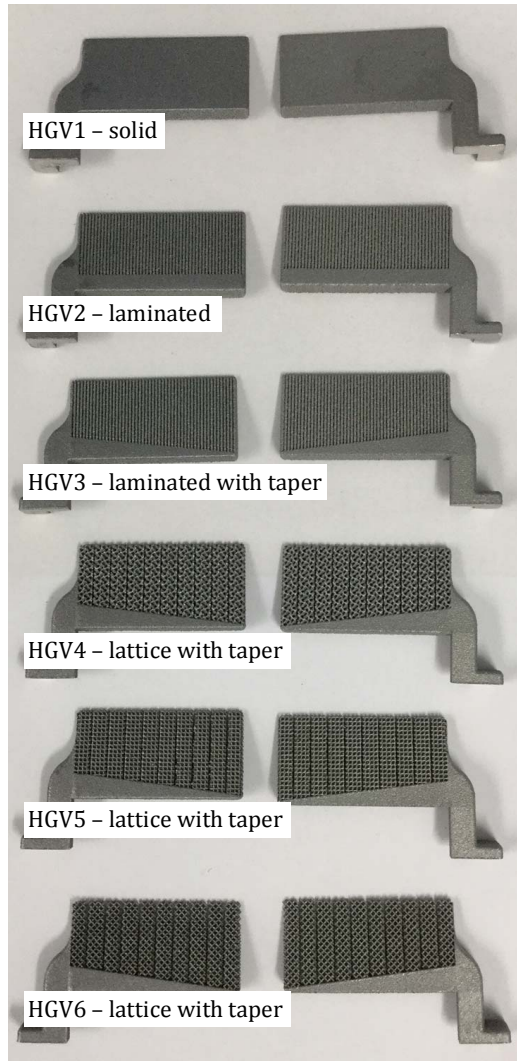 HGV1 – solid
HGV2 – laminated
HGV3 – laminated with taper
HGV4 – lattice with taper
HGV5 – lattice with taper
HGV6 – lattice with taper